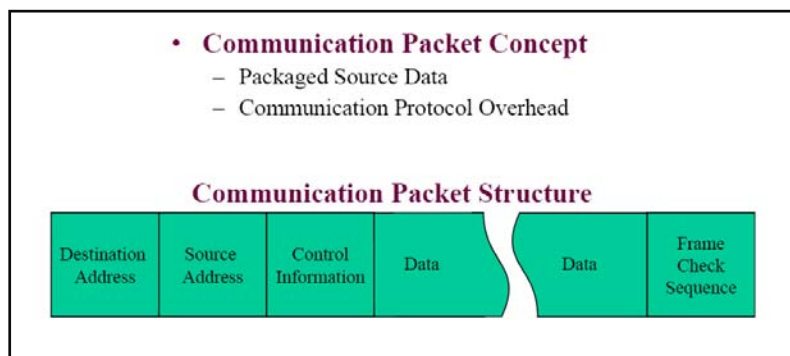 • Communication Packet Concept
– Packaged Source Data
– Communication Protocol Overhead
Communication Packet Structure
Destination
Address
Source
Address
Control
Information
Data
Data
Frame
Check
Sequence